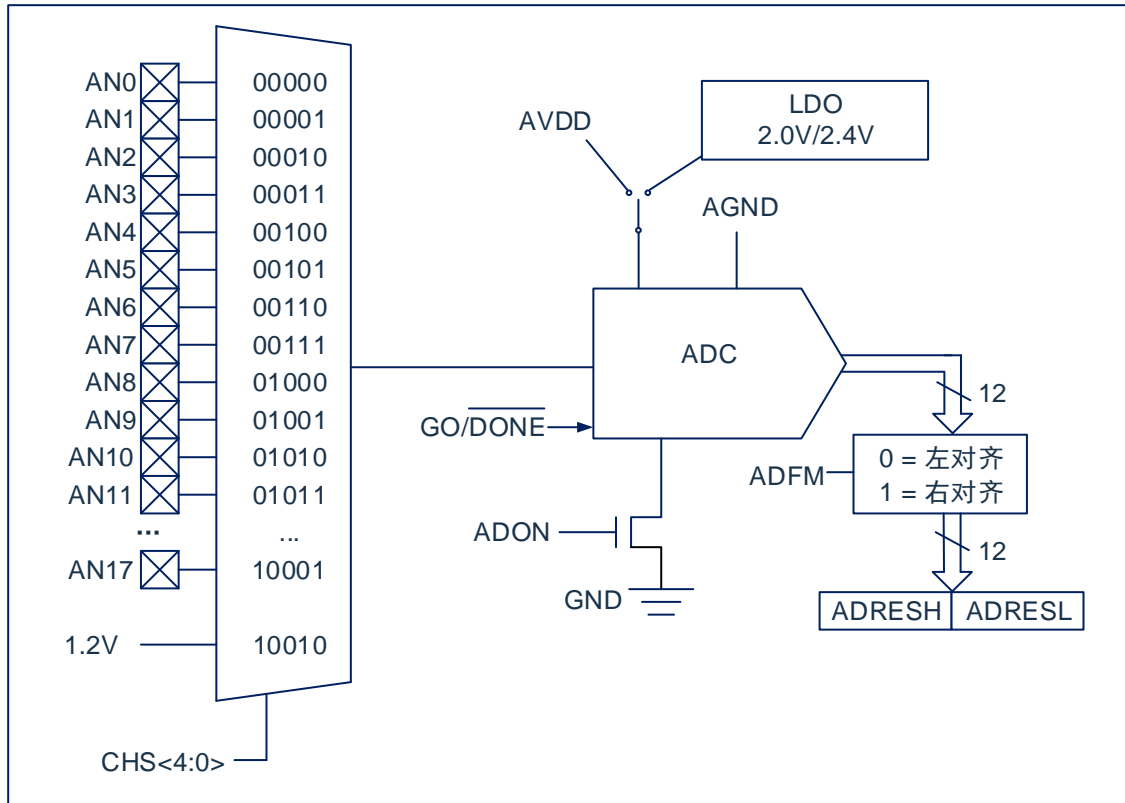 AN0 00000
AN1 00001
AN2 00010
AN3 00011
AN4 00100
AN5 00101
AN6 00110
AN7 00111
AN8 01000
AN9 01001
AN10 01010
AN11 01011
... ...
AN17 10001
1.2V 10010
CHS<4:0>
AVDD
LDO
2.0V/2.4V
AGND
ADC
GO/DONE
ADON
GND
12
ADFM
0 = 左对齐
1 = 右对齐
12
ADRESH ADRESL